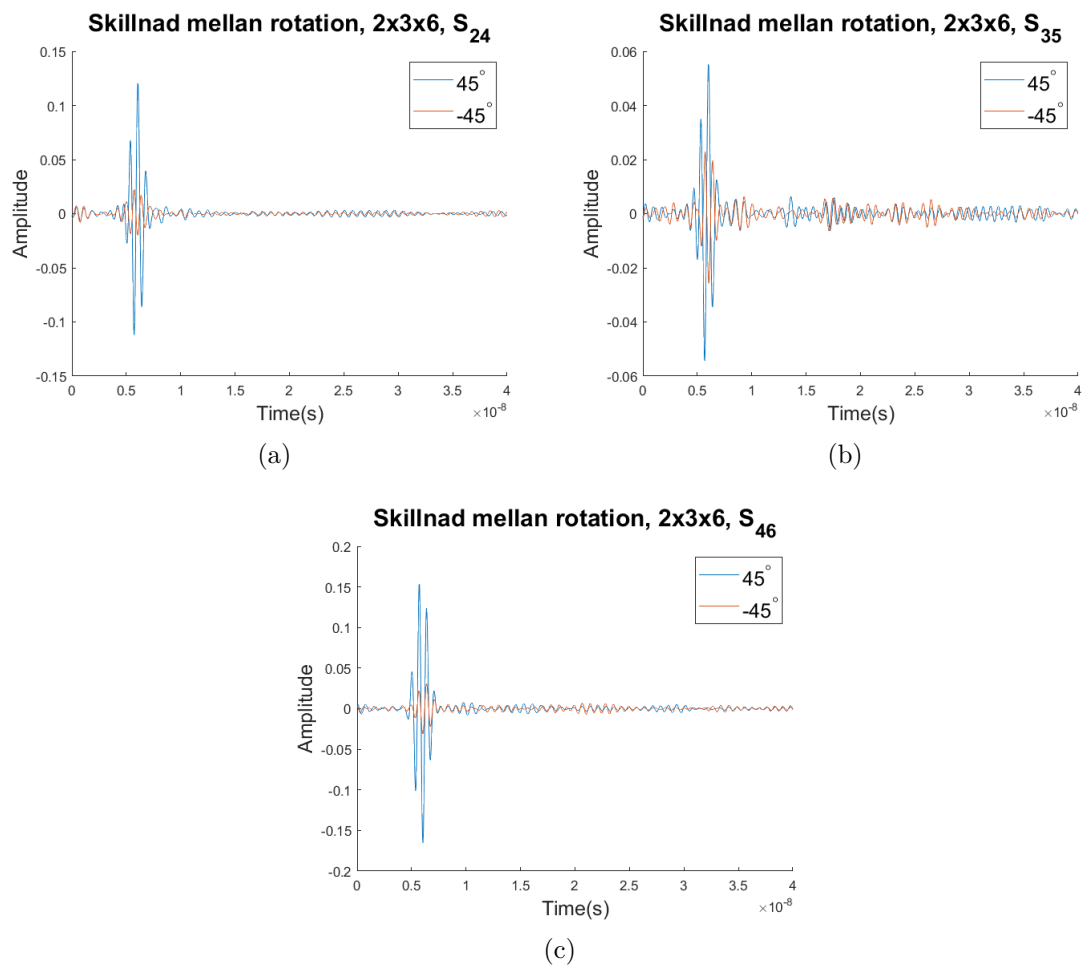 Skillnad mellan rotation, 2x3x6, S24
0.15
0.1
0.05
0
-0.05
-0.1
-0.15
Amplitude
45°
-45°
0 0.5 1 1.5 2 2.5 3 3.5 4
Time(s)
×10-8
(a)
Skillnad mellan rotation, 2x3x6, S35
0.06
0.04
0.02
0
-0.02
-0.04
-0.06
Amplitude
45°
-45°
0 0.5 1 1.5 2 2.5 3 3.5 4
Time(s)
×10-8
(b)
Skillnad mellan rotation, 2x3x6, S46
0.2
0.15
0.1
0.05
0
-0.05
-0.1
-0.15
-0.2
Amplitude
45°
-45°
0 0.5 1 1.5 2 2.5 3 3.5 4
Time(s)
×10-8
(c)